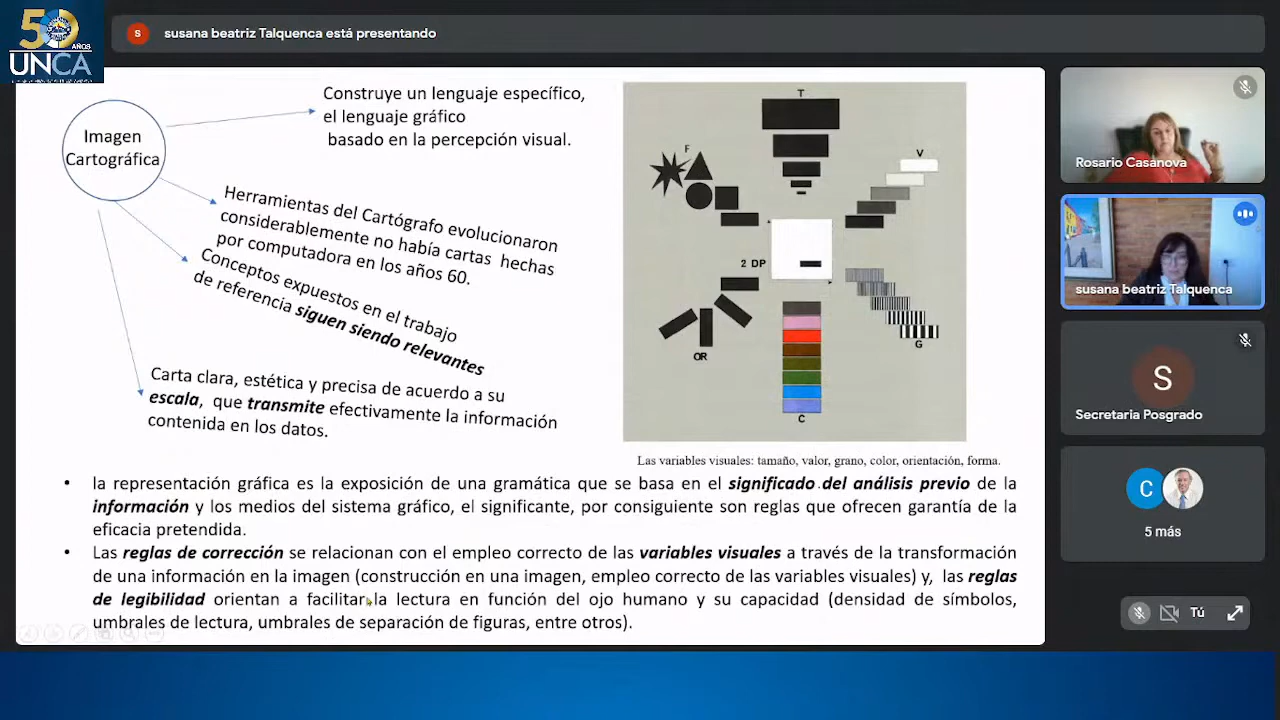 50
AÑOS
UNCA
S
susana beatriz Talquenca está presentando
Imagen
Cartográfica
Construye un lenguaje específico,
el lenguaje gráfico
basado en la percepción visual.
Herramientas del Cartógrafo evolucionaron
considerablemente no había cartas hechas
por computadora en los años 60.
Conceptos expuestos en el trabajo
de referencia siguen siendo relevantes
Carta clara, estética y precisa de acuerdo a su
escala, que transmite efectivamente la información
contenida en los datos.
T
F
V
2 DP
OR
G
C
Las variables visuales: tamaño, valor, grano, color, orientación, forma.
• la representación gráfica es la exposición de una gramática que se basa en el significado del análisis previo de la
información y los medios del sistema gráfico, el significante, por consiguiente son reglas que ofrecen garantía de la
eficacia pretendida.
• Las reglas de corrección se relacionan con el empleo correcto de las variables visuales a través de la transformación
de una información en la imagen (construcción en una imagen, empleo correcto de las variables visuales) y, las reglas
de legibilidad orientan a facilitar la lectura en función del ojo humano y su capacidad (densidad de símbolos,
umbrales de lectura, umbrales de separación de figuras, entre otros).
Rosario Casanova
susana beatriz Talquenca
S
Secretaria Posgrado
C
5 más
Tú